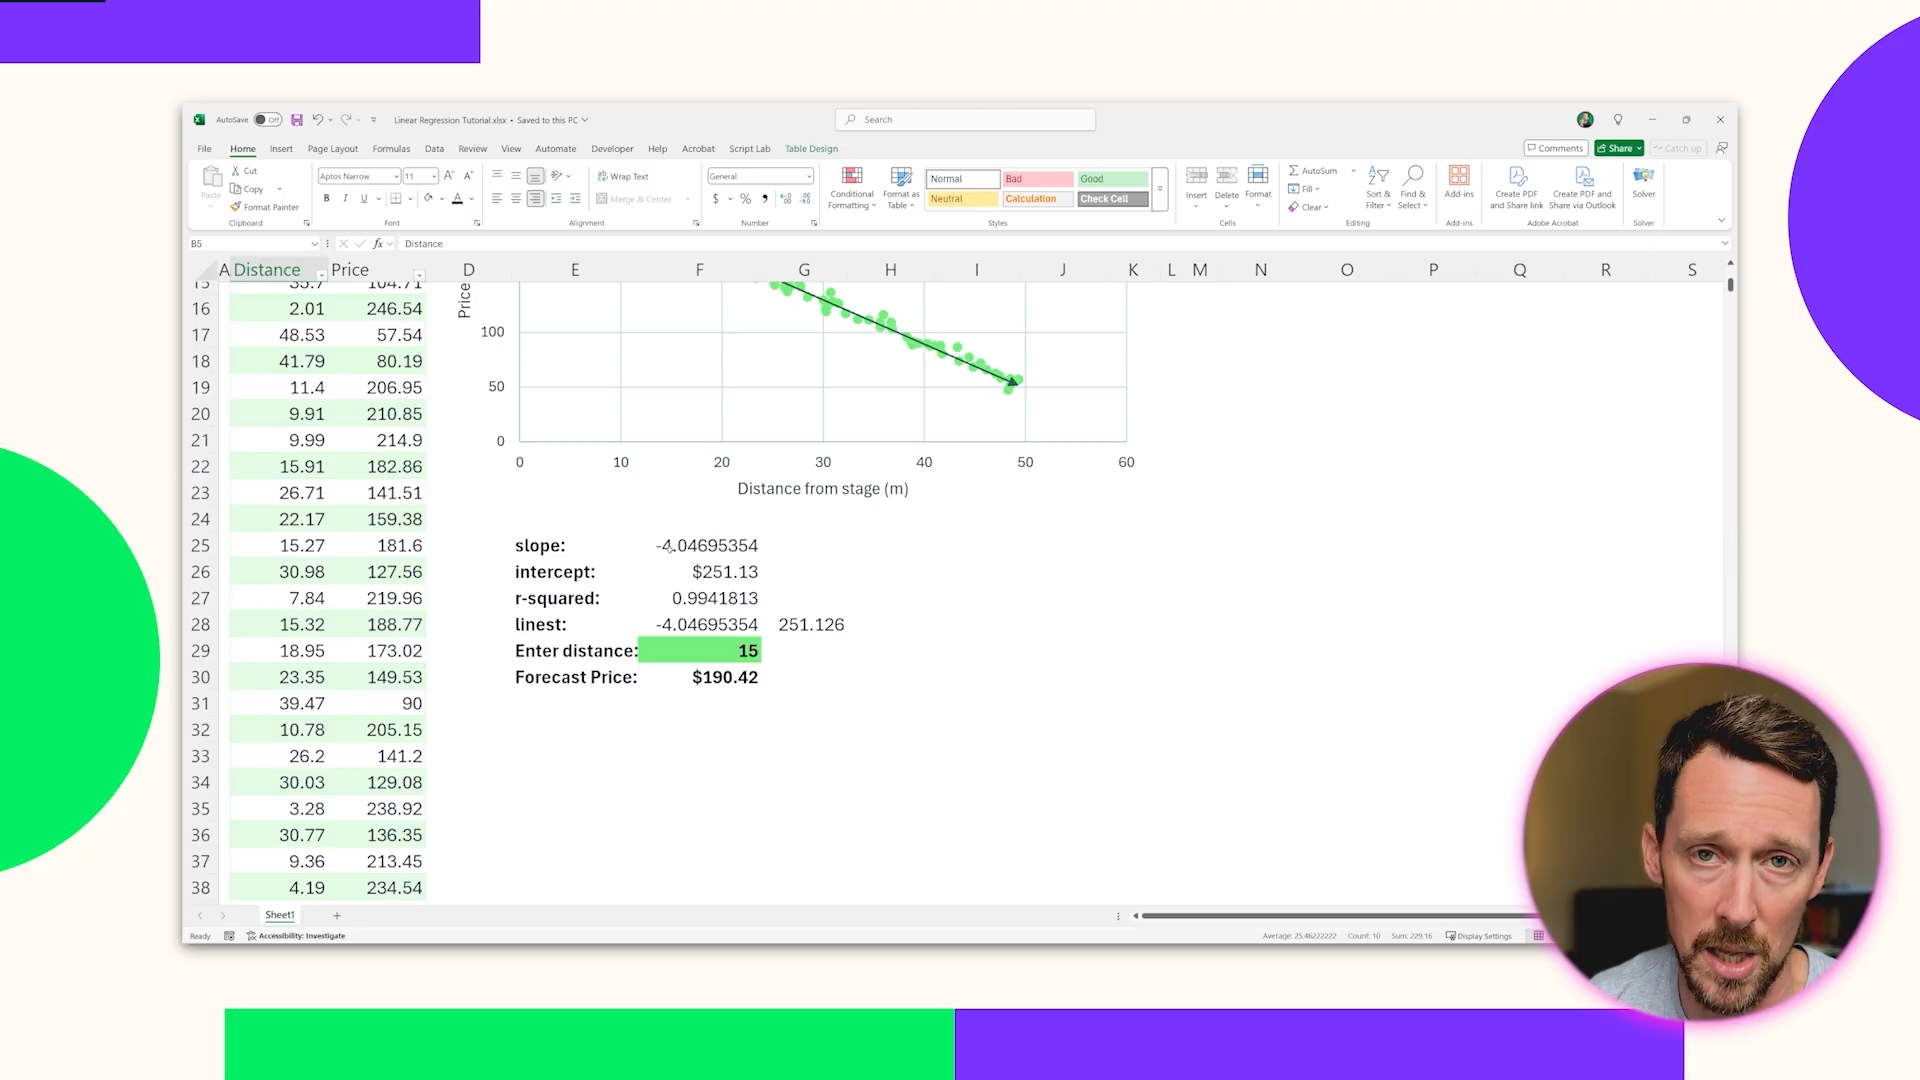 AutoSave Off Linear Regression Tutorial.xlsx • Saved to this PC Search
File Home Insert Page Layout Formulas Data Review View Automate Developer Help Acrobat Script Lab Table Design Comments Share Catch up
Paste Cut Copy Format Painter Clipboard
Aptos Narrow 11 B I U A Font
Wrap Text Merge & Center Alignment
General $ % , Number
Conditional Formatting Format as Table Normal Bad Good Neutral Calculation Check Cell Styles
Insert Delete Format Cells
AutoSum Fill Clear Sort & Filter Find & Select Editing
Add-ins Add-ins
Create PDF and Share link Create PDF and Share via Outlook Adobe Acrobat
Solver Solver
B5 fx Distance
A Distance Price D E F G H I J K L M N O P Q R S
15 35.7 104.71
16 2.01 246.54
17 48.53 57.54
18 41.79 80.19
19 11.4 206.95
20 9.91 210.85
21 9.99 214.9
22 15.91 182.86
23 26.71 141.51
24 22.17 159.38
25 15.27 181.6
26 30.98 127.56
27 7.84 219.96
28 15.32 188.77
29 18.95 173.02
30 23.35 149.53
31 39.47 90
32 10.78 205.15
33 26.2 141.2
34 30.03 129.08
35 3.28 238.92
36 30.77 136.35
37 9.36 213.45
38 4.19 234.54
Price
100
50
0
0 10 20 30 40 50 60
Distance from stage (m)
slope: -4.04695354
intercept: $251.13
r-squared: 0.9941813
linest: -4.04695354 251.126
Enter distance: 15
Forecast Price: $190.42
Sheet1
Ready Accessibility: Investigate Average: 25.46222222 Count: 10 Sum: 229.16 Display Settings